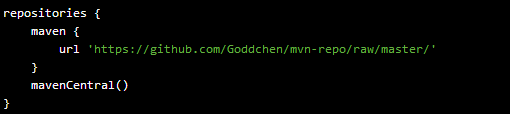 repositories {
    maven {
        url 'https://github.com/Goddchen/mvn-repo/raw/master/'
    }
    mavenCentral()
}